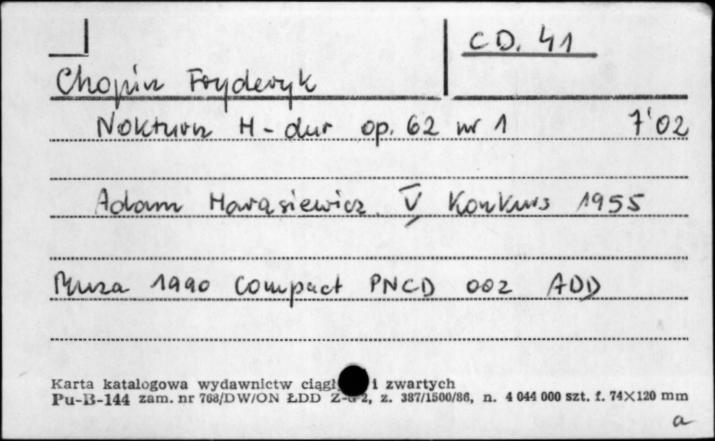 CD. 41
Chopin Fryderyk
Nokturn H-dur op. 62 nr 1 7'02
Adam Harasiewicz V Konkurs 1955
Muza 1990 Compact PNCD 002 ADD
Karta katalogowa wydawnictw i zwartych
Pu-B-144 zam. nr 768/DW/ON ŁDD z. 387/1500/86, n. 4 044 000 szt. f. 74×120 mm
a